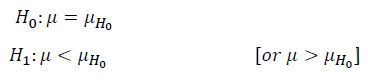 H₀: μ = μ_{H₀}
H₁: μ < μ_{H₀} [or μ > μ_{H₀}]